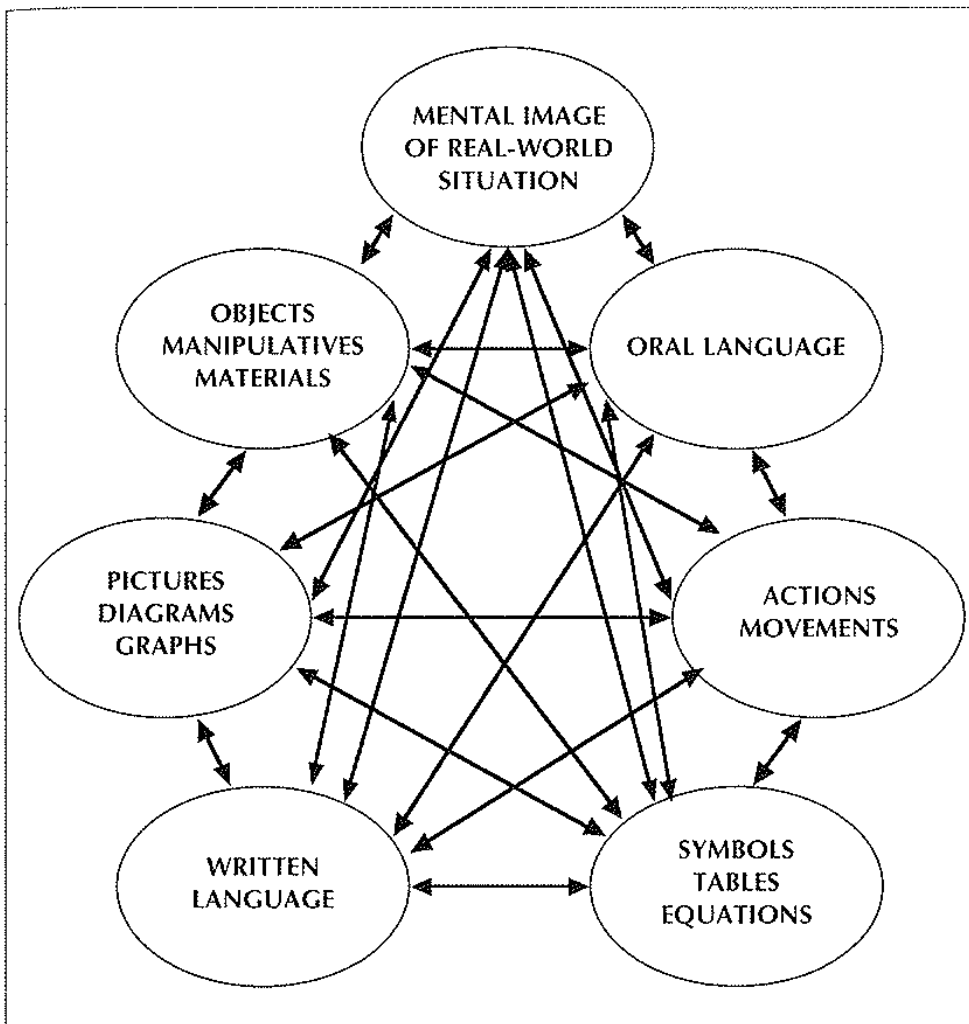 MENTAL IMAGE
OF REAL-WORLD
SITUATION
OBJECTS
MANIPULATIVES
MATERIALS
ORAL LANGUAGE
PICTURES
DIAGRAMS
GRAPHS
ACTIONS
MOVEMENTS
WRITTEN
LANGUAGE
SYMBOLS
TABLES
EQUATIONS